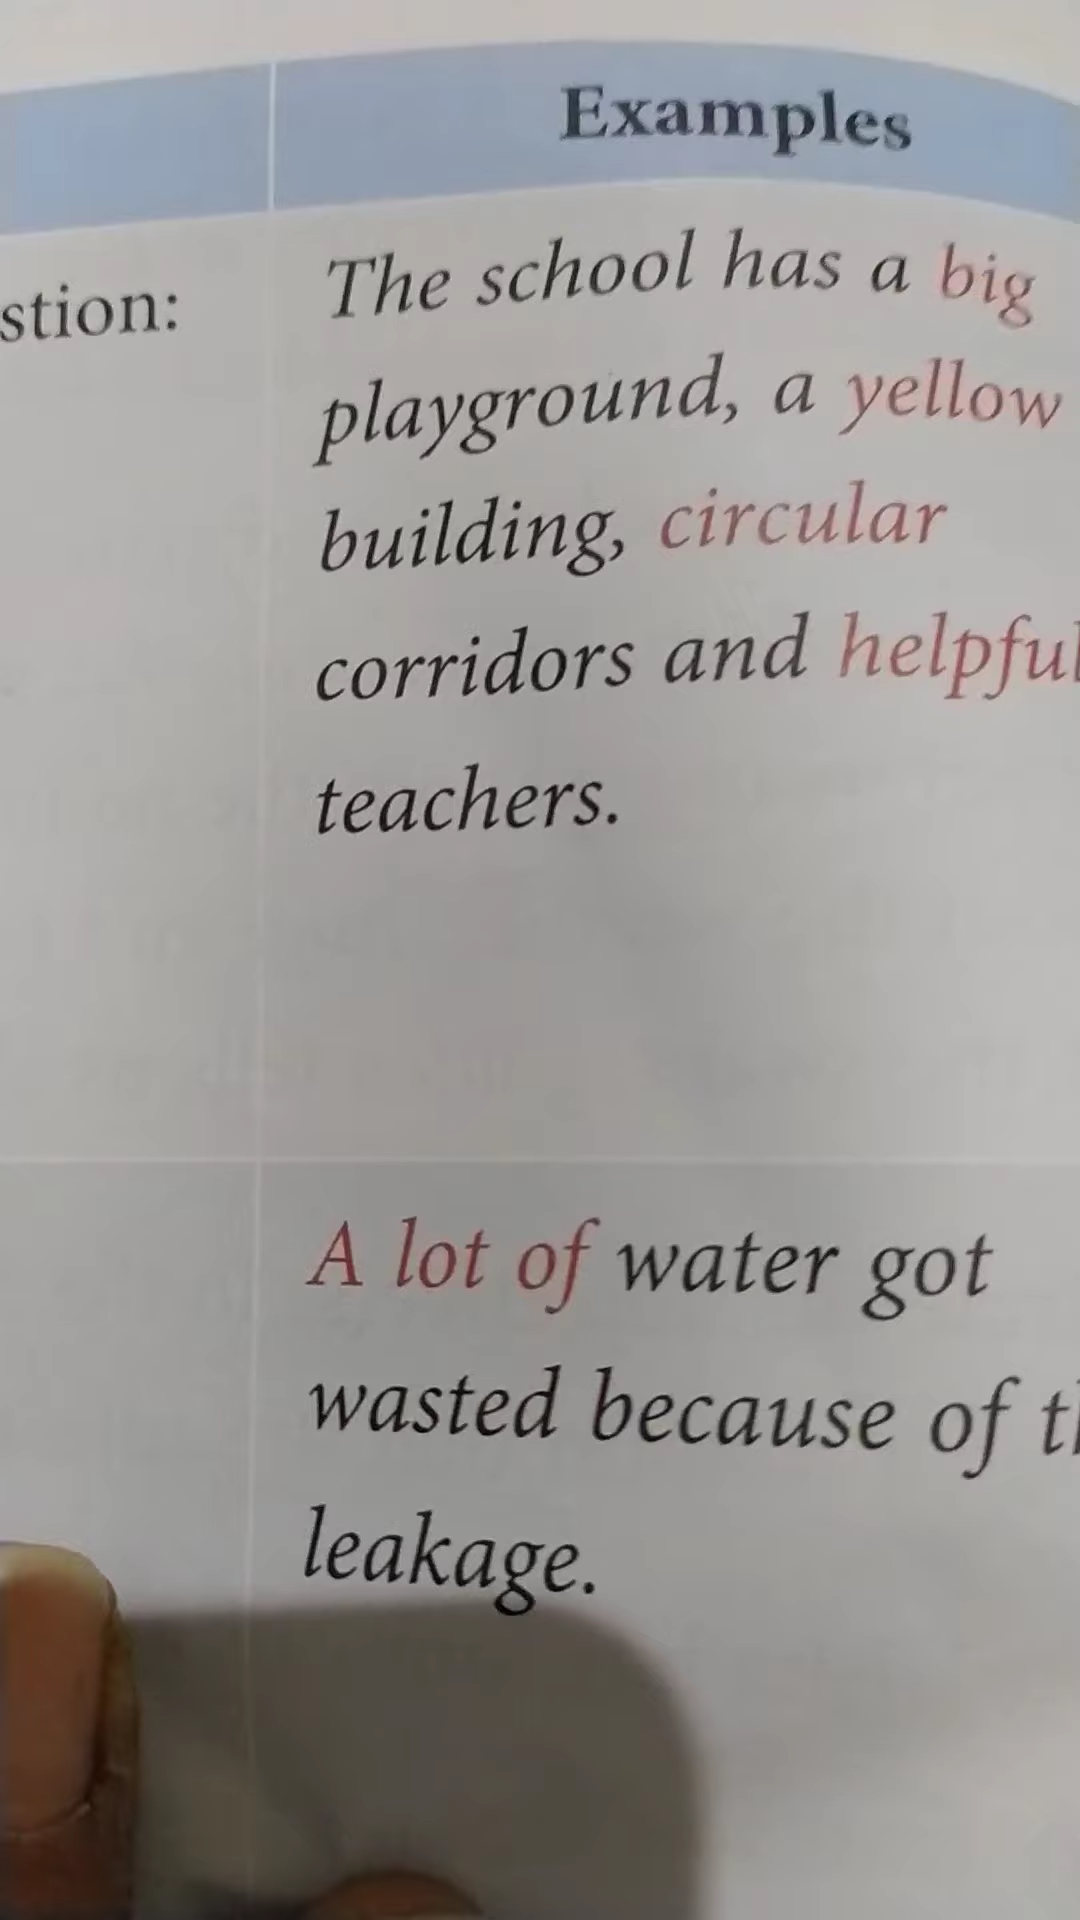 Examples
stion:
The school has a big
playground, a yellow
building, circular
corridors and helpful
teachers.
A lot of water got
wasted because of
leakage.